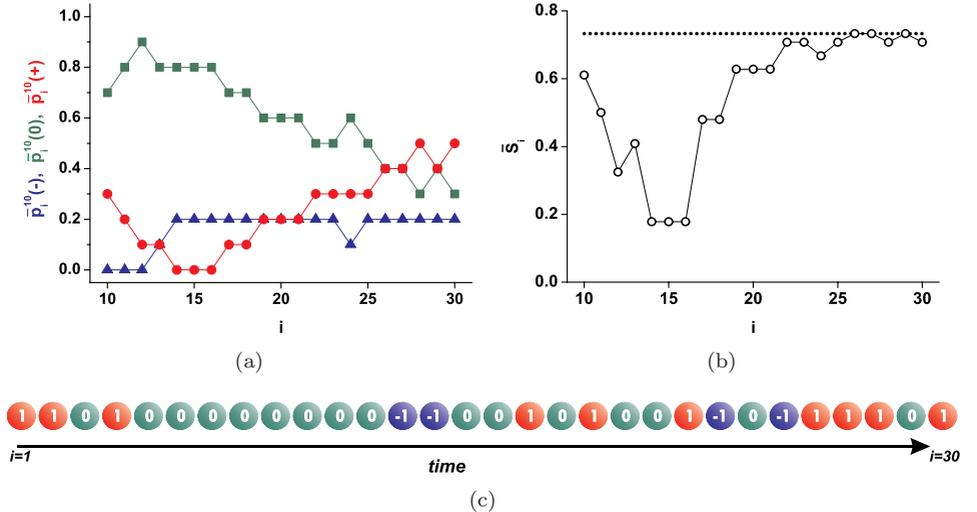 1.0
0.8
0.6
0.4
0.2
0.0
p̄ᵢ¹⁰(-), p̄ᵢ¹⁰(0), p̄ᵢ¹⁰(+)
10 15 20 25 30
i
(a)
0.8
0.6
0.4
0.2
0.0
S̄ᵢ
10 15 20 25 30
i
(b)
1 1 0 1 0 0 0 0 0 0 0 0 -1 -1 0 0 1 0 1 0 0 1 -1 0 -1 1 1 1 0 1
i=1 time i=30
(c)